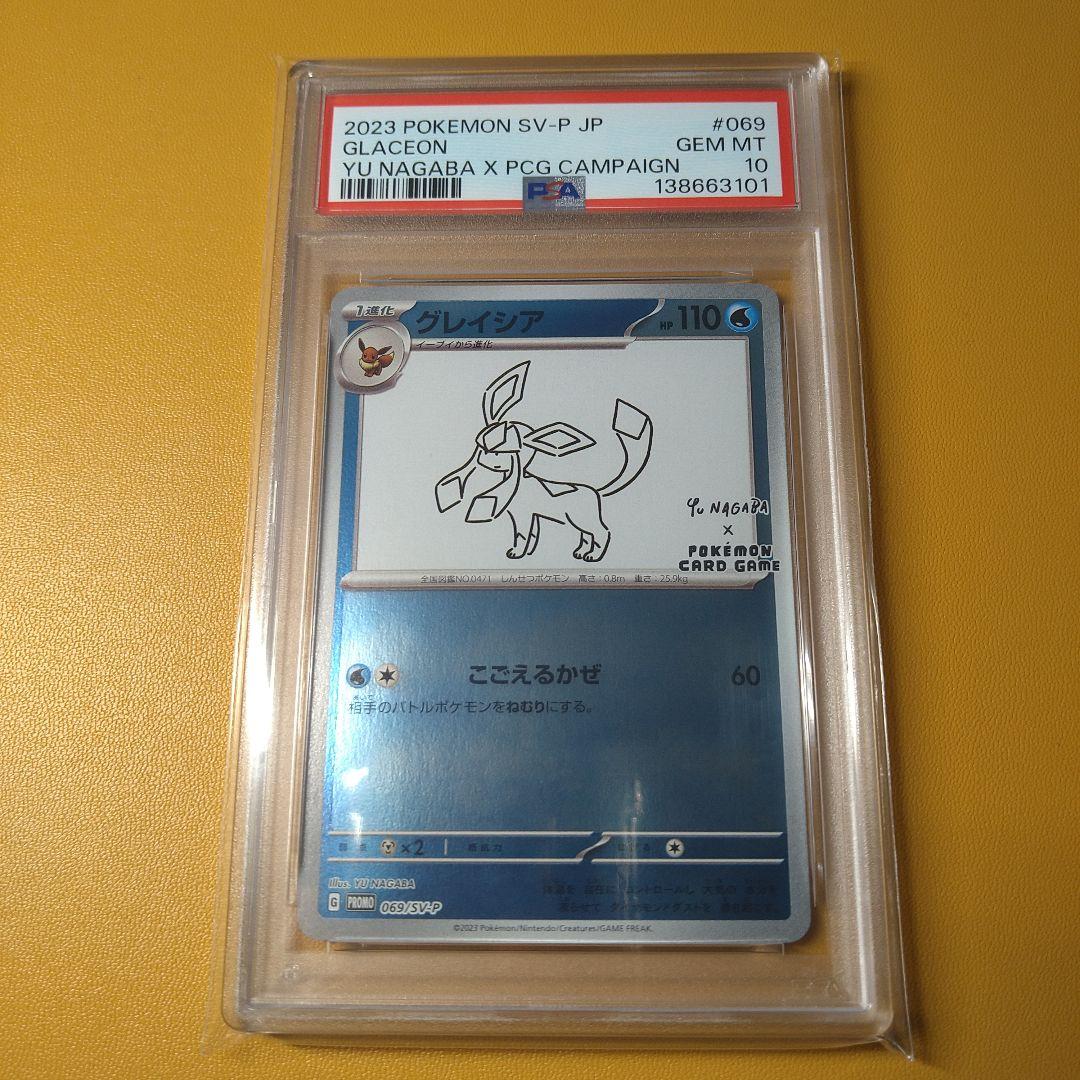 2023 POKEMON SV-P JP #069
GLACEON GEM MT
YU NAGABA X PCG CAMPAIGN 10
PSA 138663101
1進化 グレイシア HP 110
イーブイから進化
Yu NAGABA
X
POKÉMON
CARD GAME
全国図鑑NO.0471 しんせつポケモン 高さ:0.8m 重さ:25.9kg
こごえるかぜ 60
相手のバトルポケモンをねむりにする。
×2 抵抗力
Illus. YU NAGABA
G PROMO 069/SV-P
©2023 Pokémon/Nintendo/Creatures/GAME FREAK.